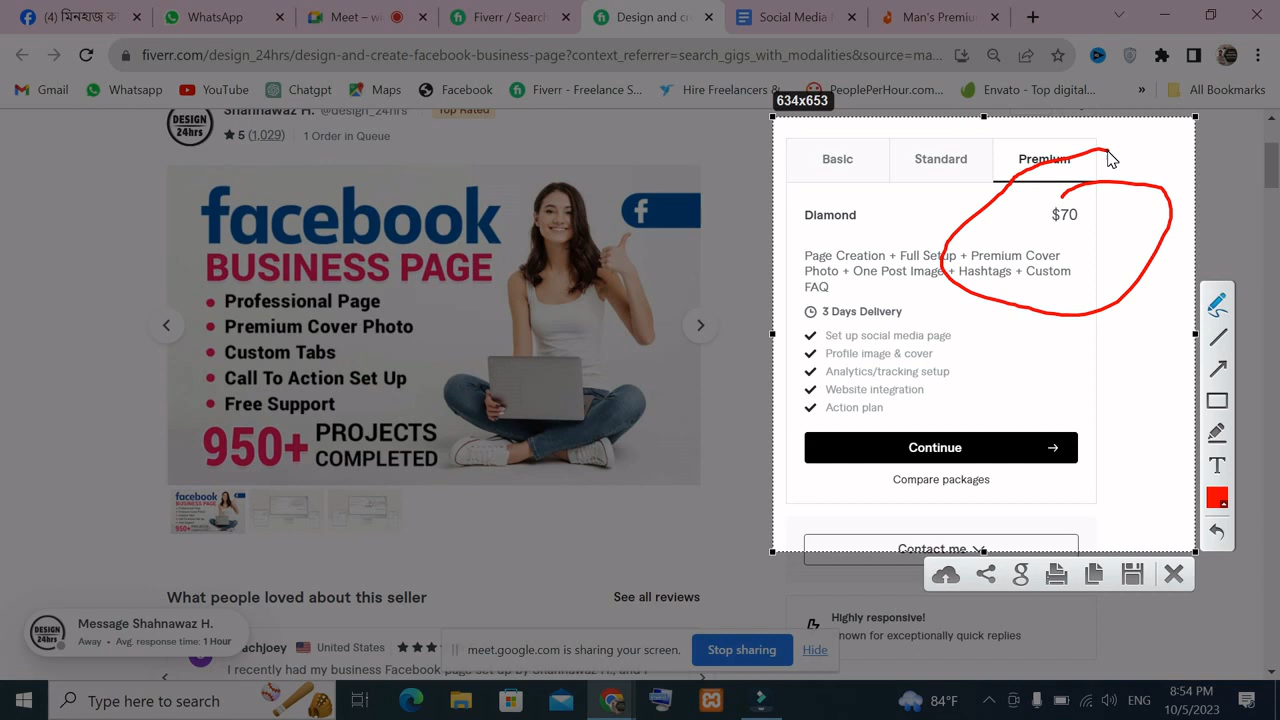 (4) মিনহাজ ক
WhatsApp
Meet – wi
Fiverr / Search
Design and cr
Social Media
Man's Premiu
fiverr.com/design_24hrs/design-and-create-facebook-business-page?context_referrer=search_gigs_with_modalities&source=ma...
Gmail
Whatsapp
YouTube
Chatgpt
Maps
Facebook
Fiverr - Freelance S...
Hire Freelancers &
PeoplePerHour.com...
Envato - Top digital...
»
All Bookmarks
634x653
DESIGN
24hrs
Shahnawaz H. @design_24hrs Top Rated
5 (1,029) 1 Order in Queue
facebook
BUSINESS PAGE
• Professional Page
• Premium Cover Photo
• Custom Tabs
• Call To Action Set Up
• Free Support
950+ PROJECTS
COMPLETED
Basic Standard Premium
Diamond $70
Page Creation + Full Setup + Premium Cover
Photo + One Post Image + Hashtags + Custom
FAQ
3 Days Delivery
Set up social media page
Profile image & cover
Analytics/tracking setup
Website integration
Action plan
Continue
Compare packages
Contact me
Highly responsive!
known for exceptionally quick replies
What people loved about this seller
See all reviews
DESIGN
24hrs
Message Shahnawaz H.
Away • Avg. response time: 1 Hour
United States
I recently had my business Facebook page set up by Shahnawaz H., and I
meet.google.com is sharing your screen.
Stop sharing
Hide
Type here to search
84°F
ENG
8:54 PM
10/5/2023